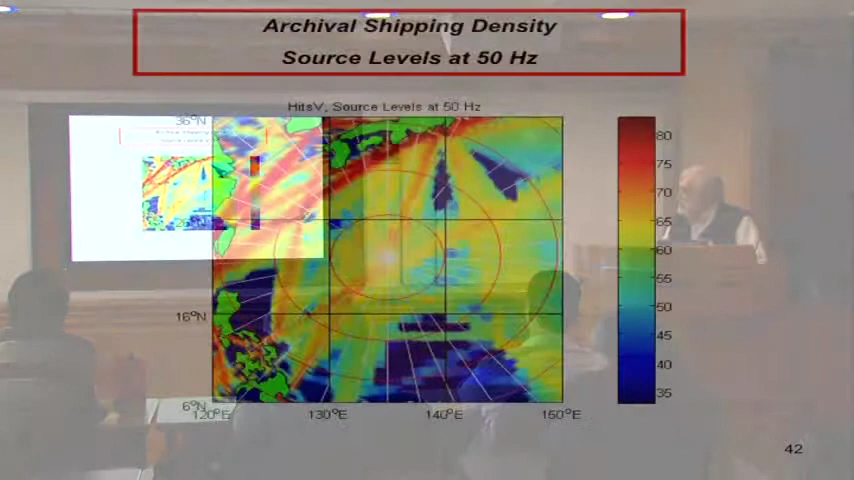 Archival Shipping Density
Source Levels at 50 Hz
HitsV, Source Levels at 50 Hz
36°N
16°N
6°N
120°E
130°E
140°E
150°E
80
75
70
65
60
55
50
45
40
35
42